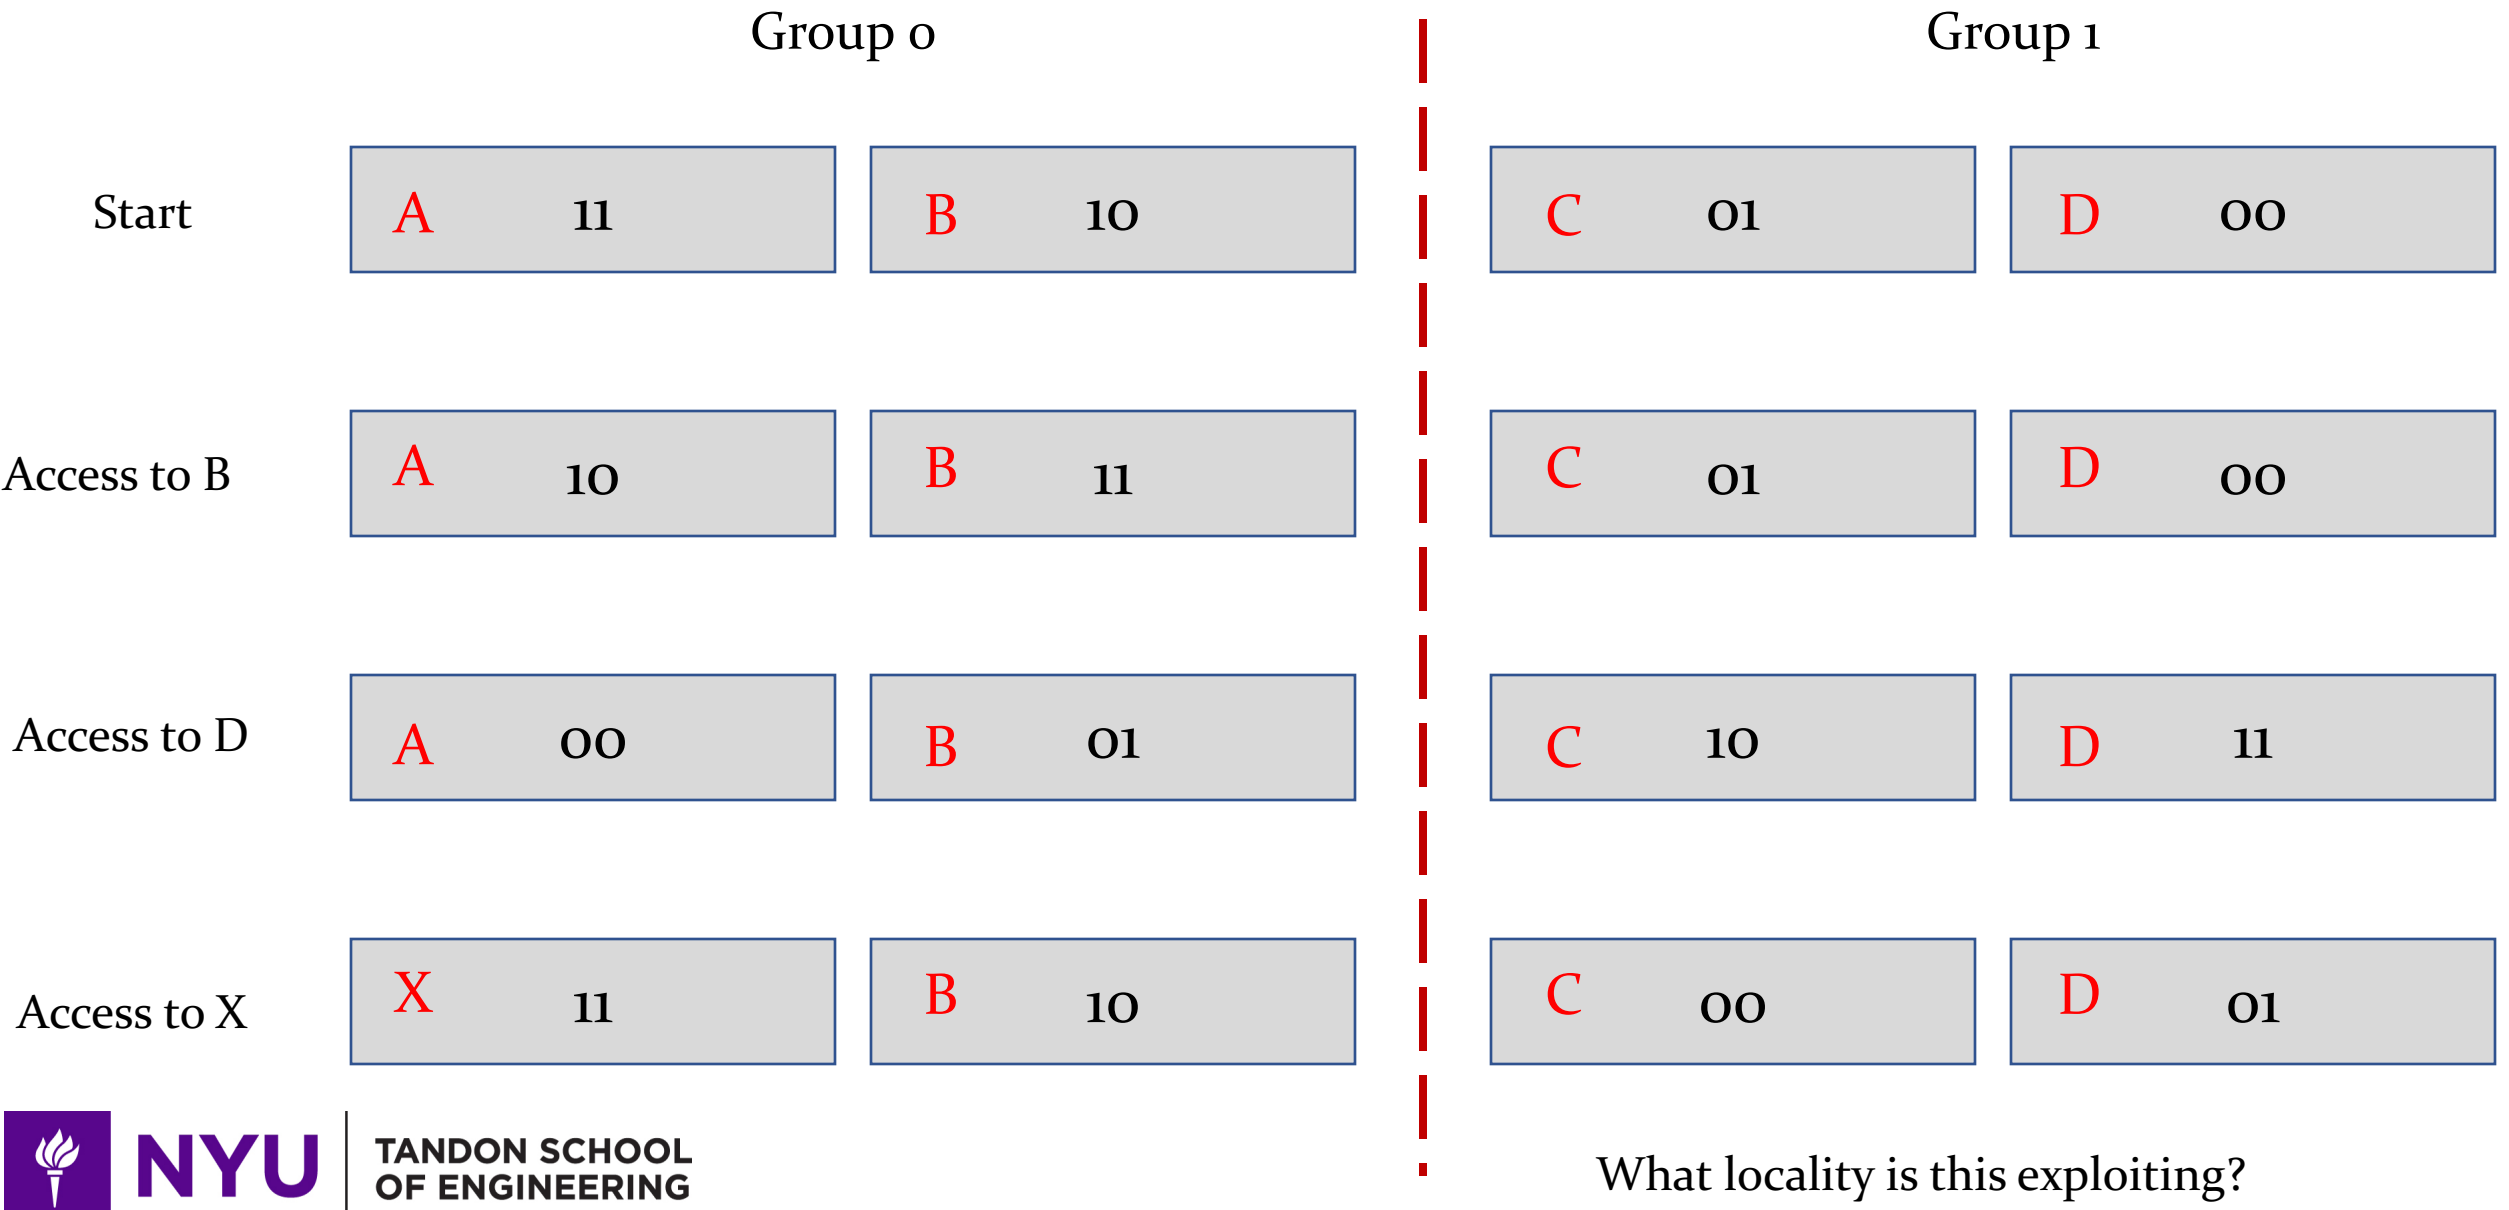 Group 0 Group 1
Start A 11 B 10 C 01 D 00
Access to B A 10 B 11 C 01 D 00
Access to D A 00 B 01 C 10 D 11
Access to X X 11 B 10 C 00 D 01
NYU TANDON SCHOOL
OF ENGINEERING
What locality is this exploiting?